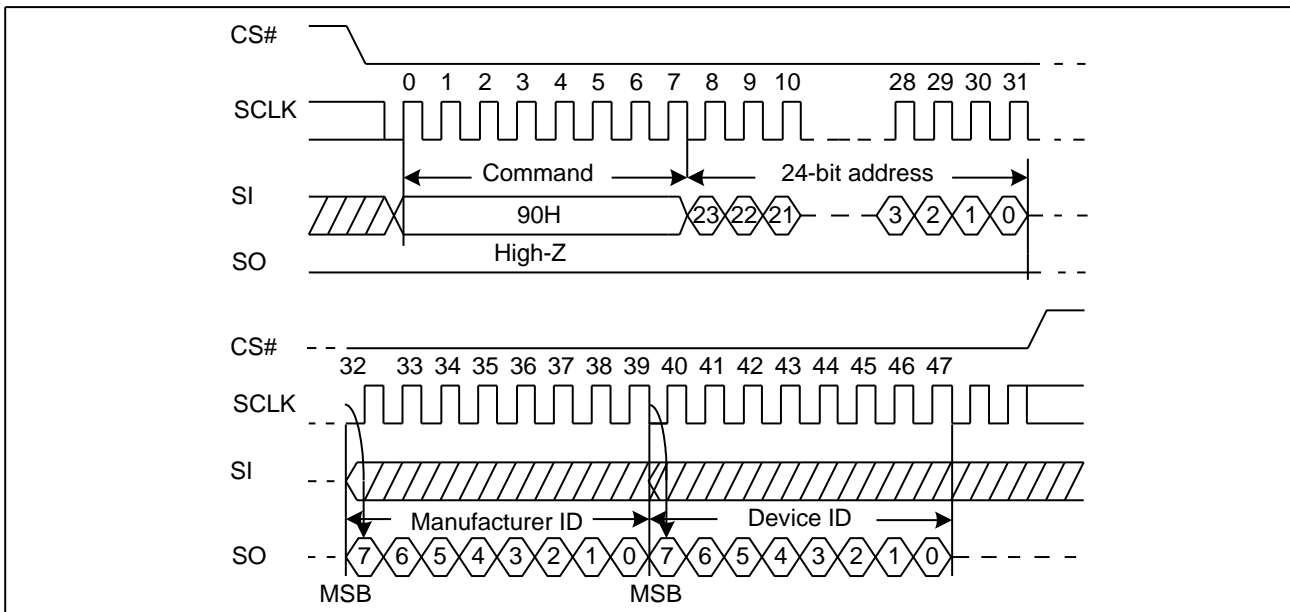 CS#
0 1 2 3 4 5 6 7 8 9 10 28 29 30 31
SCLK
Command 24-bit address
SI
90H 23 22 21 3 2 1 0
High-Z
SO
CS#
32 33 34 35 36 37 38 39 40 41 42 43 44 45 46 47
SCLK
SI
Manufacturer ID Device ID
SO 7 6 5 4 3 2 1 0 7 6 5 4 3 2 1 0
MSB MSB